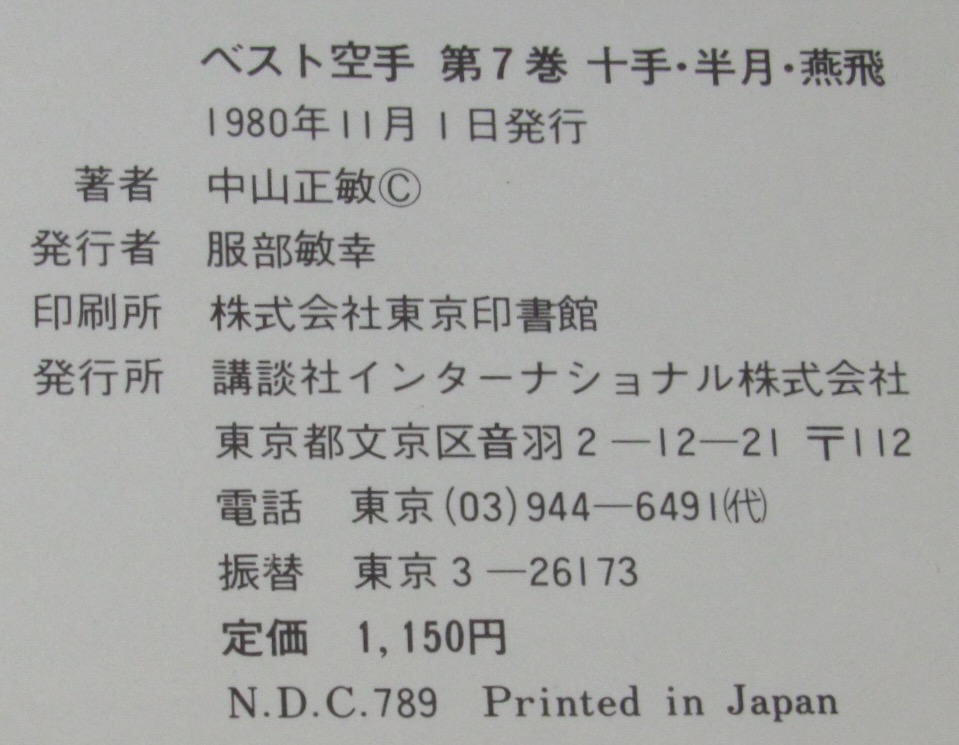 ベスト空手 第7巻 十手・半月・燕飛
1980年11月1日発行
著者 中山正敏Ⓒ
発行者 服部敏幸
印刷所 株式会社東京印書館
発行所 講談社インターナショナル株式会社
東京都文京区音羽2—12—21 〒112
電話 東京(03)944—6491㈹
振替 東京3—26173
定価 1,150円
N.D.C.789 Printed in Japan